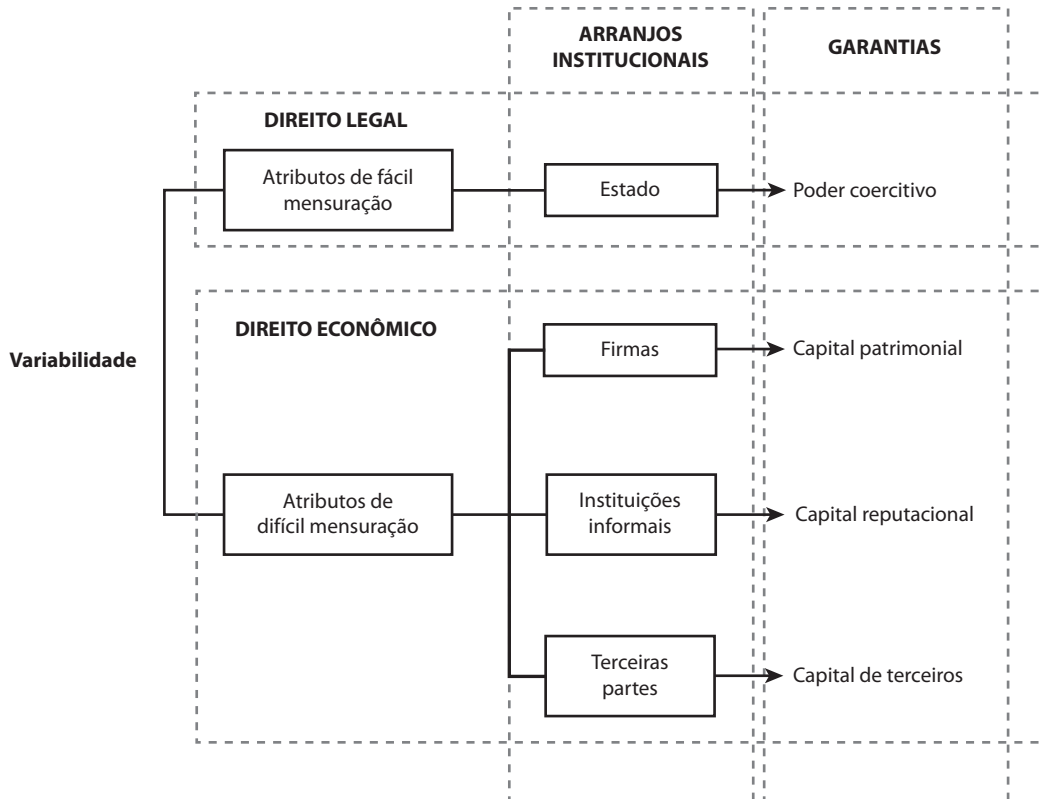 ARRANJOS
INSTITUCIONAIS
GARANTIAS
DIREITO LEGAL
Atributos de fácil
mensuração
Estado
Poder coercitivo
DIREITO ECONÔMICO
Firmas
Capital patrimonial
Variabilidade
Atributos de
difícil mensuração
Instituições
informais
Capital reputacional
Terceiras
partes
Capital de terceiros